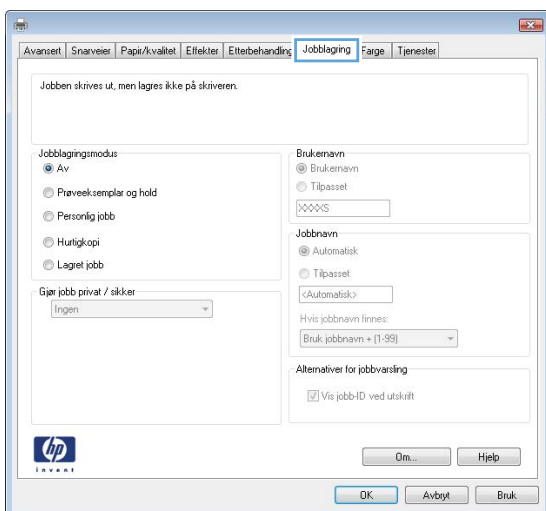 Avansert Snarveier Papir/kvalitet Effekter Etterbehandling Jobblagring Farge Tjenester
Jobben skrives ut, men lagres ikke på skriveren.
Jobblagringsmodus
Av
Prøveeksemplar og hold
Personlig jobb
Hurtigkopi
Lagret jobb
Gjør jobb privat / sikker
Ingen
Brukernavn
Brukernavn
Tilpasset
XXXXS
Jobbnavn
Automatisk
Tilpasset
<Automatisk>
Hvis jobbnavn finnes:
Bruk jobbnavn + (1-99)
Alternativer for jobbvarsling
Vis jobb-ID ved utskrift
hp
invent
Om... Hjelp
OK Avbryt Bruk